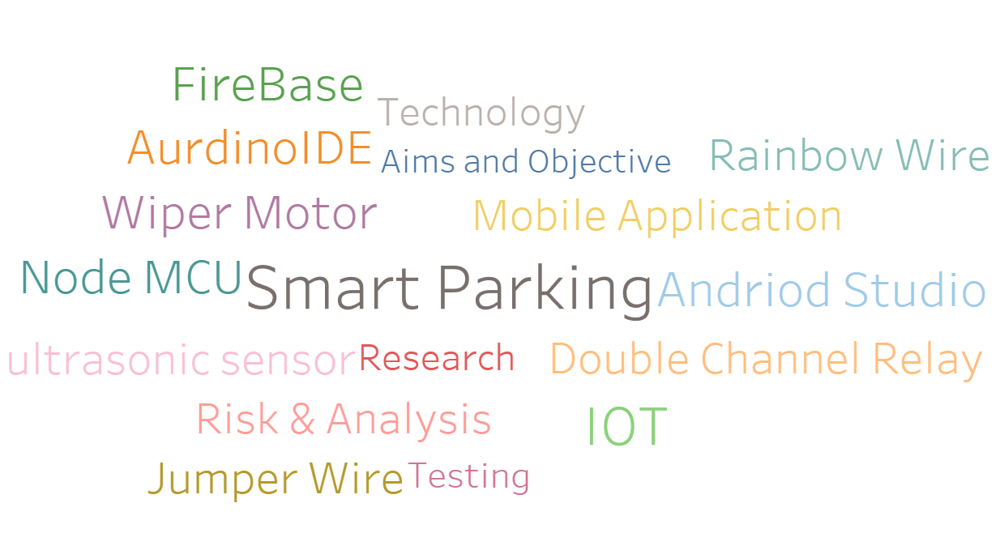 FireBase
Technology
AurdinoIDE
Aims and Objective
Rainbow Wire
Wiper Motor
Mobile Application
Node MCU
Smart Parking
Andriod Studio
ultrasonic sensor
Research
Double Channel Relay
Risk & Analysis
IOT
Jumper Wire
Testing